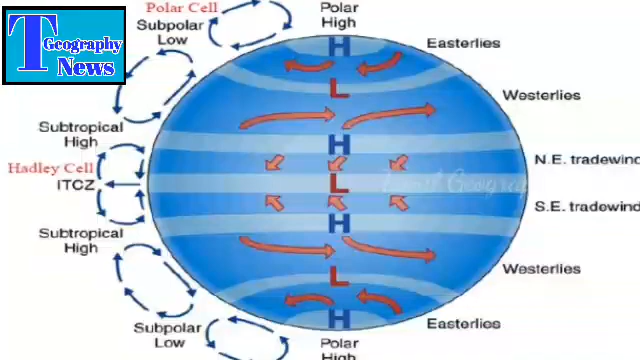 Polar Cell
Polar
High
T
Geography
News
Subpolar
Low
H
Easterlies
L
Westerlies
Subtropical
High
H
Hadley Cell
N.E. tradewind
ITCZ
L
S.E. tradewind
H
Subtropical
High
Westerlies
L
Subpolar
Low
H
Easterlies
Polar
High